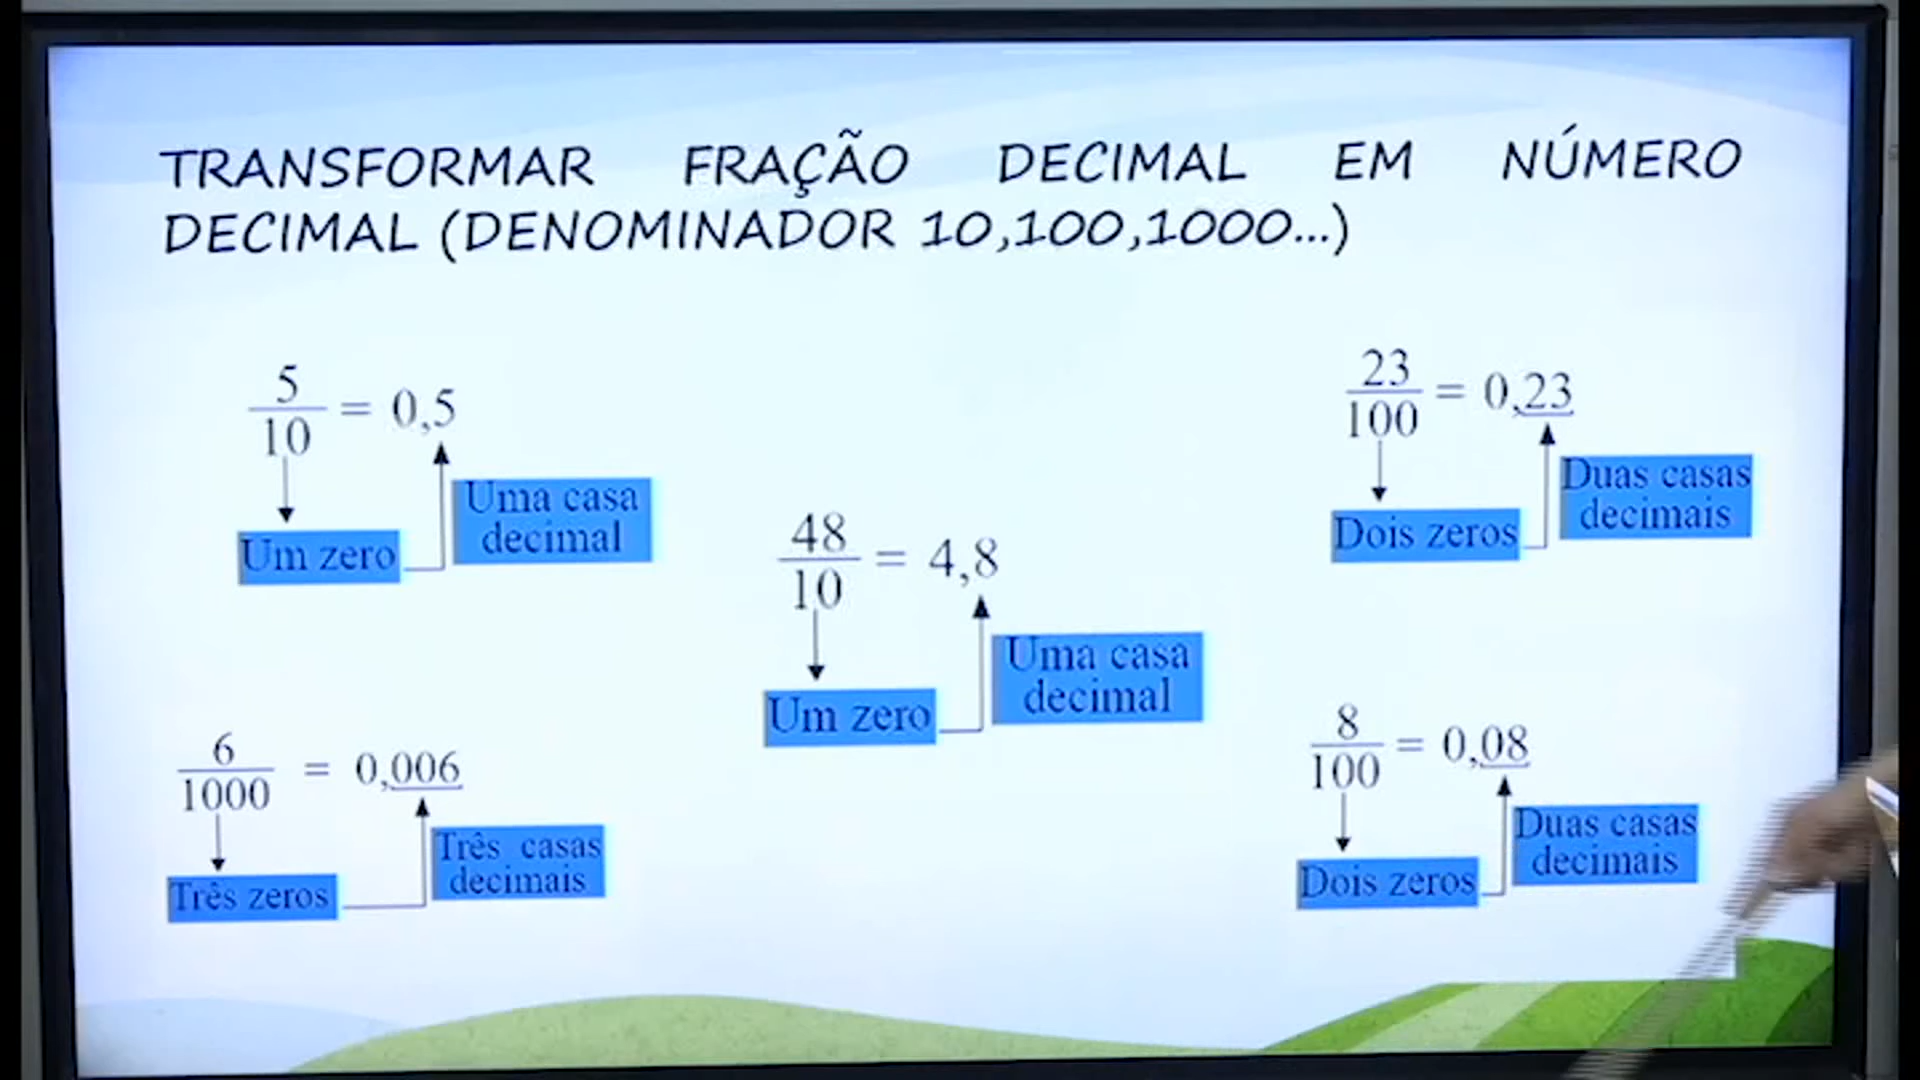 TRANSFORMAR FRAÇÃO DECIMAL EM NÚMERO
DECIMAL (DENOMINADOR 10,100,1000...)
5/10 = 0,5
Uma casa
decimal
Um zero
48/10 = 4,8
Uma casa
decimal
Um zero
23/100 = 0,23
Duas casas
decimais
Dois zeros
6/1000 = 0,006
Três casas
decimais
Três zeros
8/100 = 0,08
Duas casas
decimais
Dois zeros